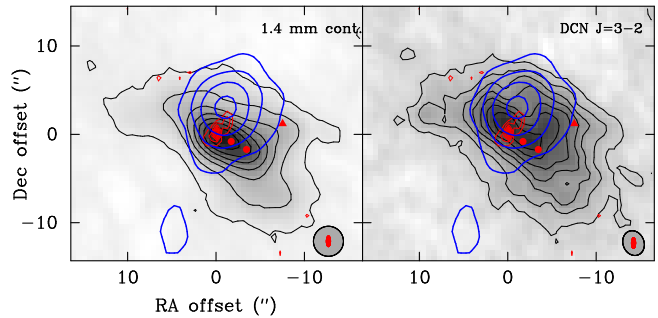 1.4 mm cont.
DCN J=3−2
10
0
−10
Dec offset (")
10 0 −10 10 0 −10
RA offset (")